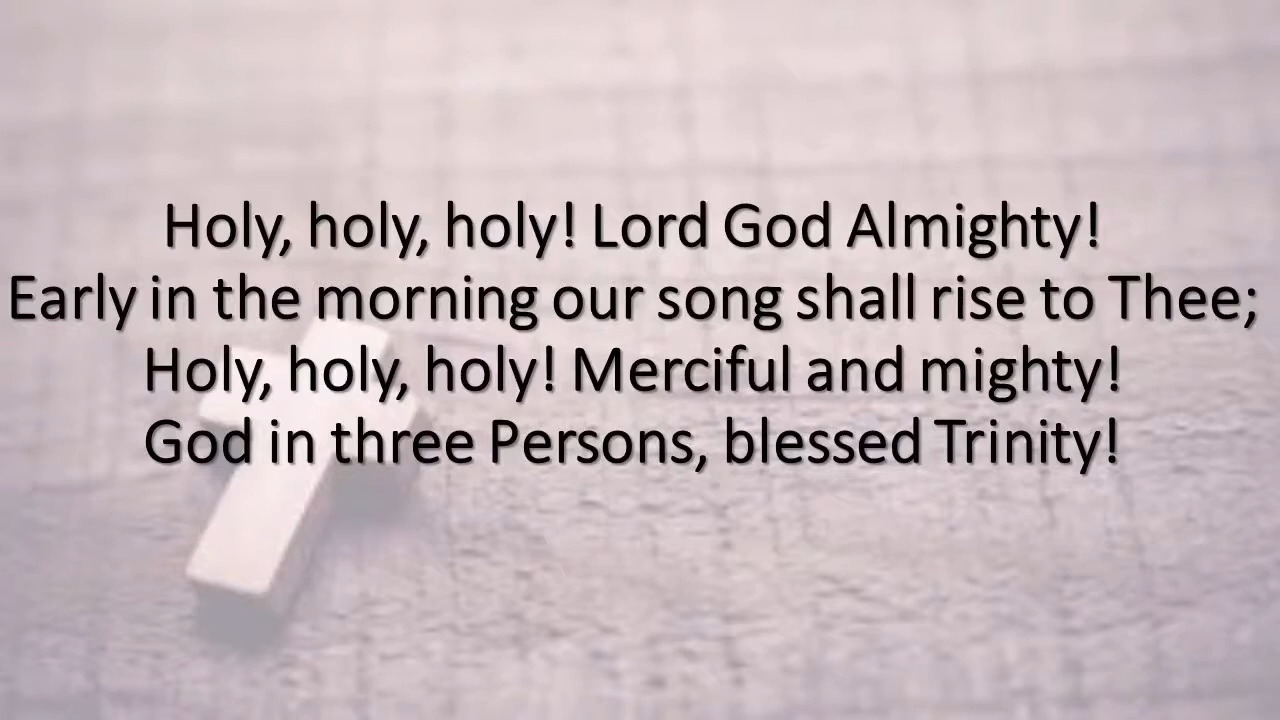 Holy, holy, holy! Lord God Almighty!
Early in the morning our song shall rise to Thee;
Holy, holy, holy! Merciful and mighty!
God in three Persons, blessed Trinity!